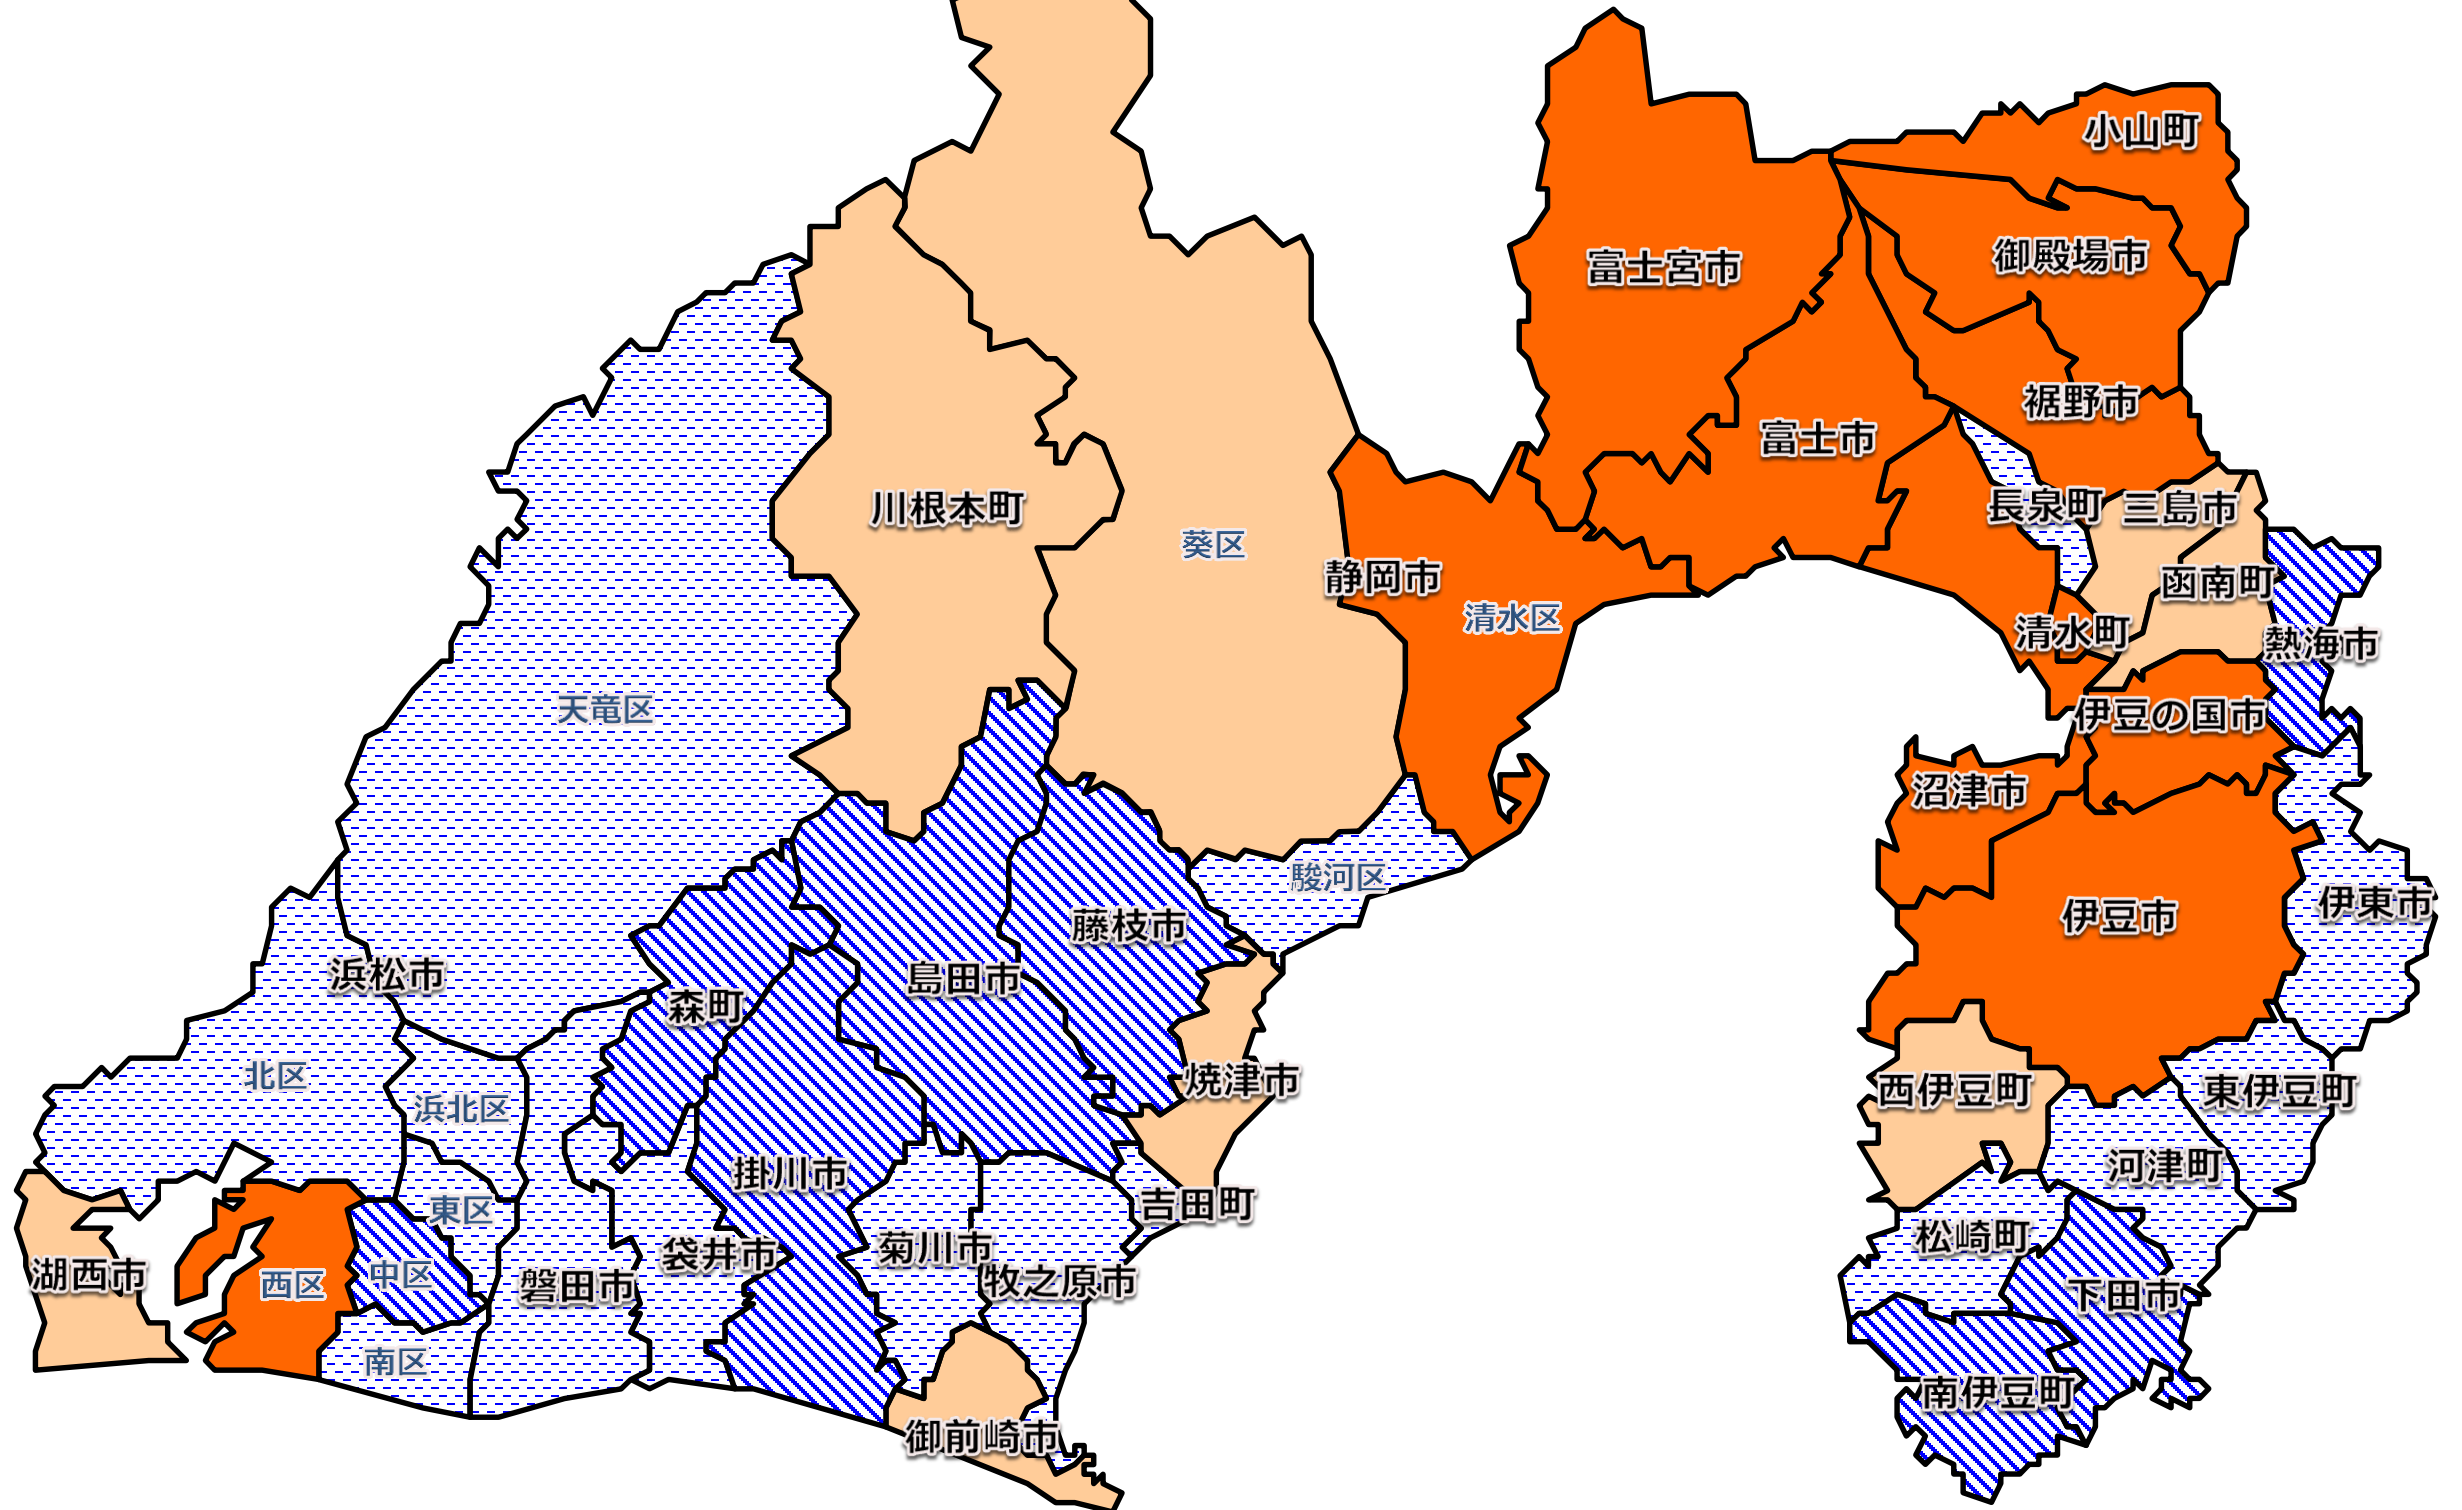 小山町
御殿場市
富士宮市
裾野市
富士市
長泉町
三島市
川根本町
葵区
静岡市
函南町
清水区
清水町
熱海市
天竜区
伊豆の国市
沼津市
駿河区
伊東市
伊豆市
藤枝市
浜松市
島田市
森町
北区
焼津市
西伊豆町
東伊豆町
浜北区
掛川市
河津町
東区
吉田町
松崎町
菊川市
袋井市
湖西市
中区
西区
磐田市
牧之原市
下田市
南区
南伊豆町
御前崎市